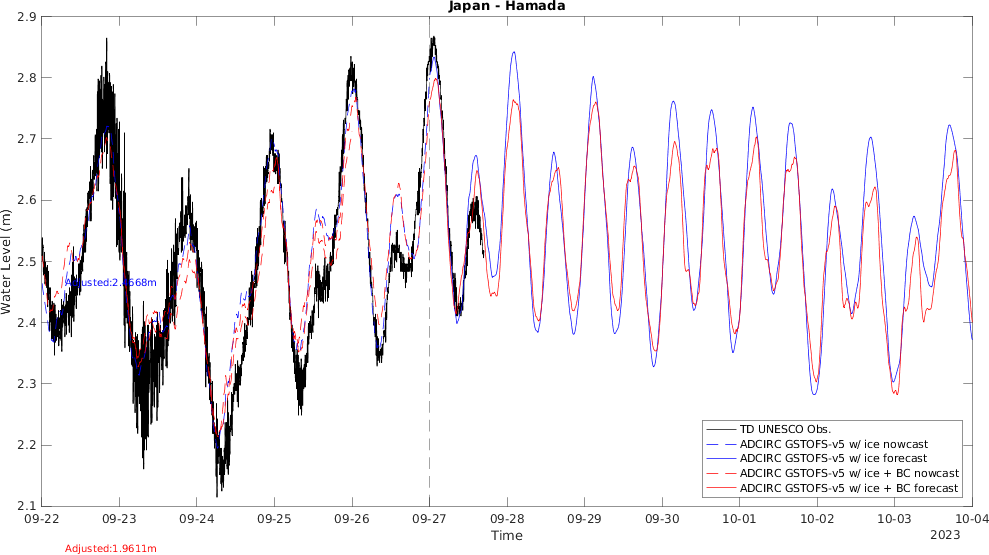 Japan - Hamada
2.9
2.8
2.7
2.6
2.5
2.4
2.3
2.2
2.1
Water Level (m)
Adjusted:2.0568m
TD UNESCO Obs.
ADCIRC GSTOFS-v5 w/ ice nowcast
ADCIRC GSTOFS-v5 w/ ice forecast
ADCIRC GSTOFS-v5 w/ ice + BC nowcast
ADCIRC GSTOFS-v5 w/ ice + BC forecast
09-22 09-23 09-24 09-25 09-26 09-27 09-28 09-29 09-30 10-01 10-02 10-03 10-04
Time
2023
Adjusted:1.9611m